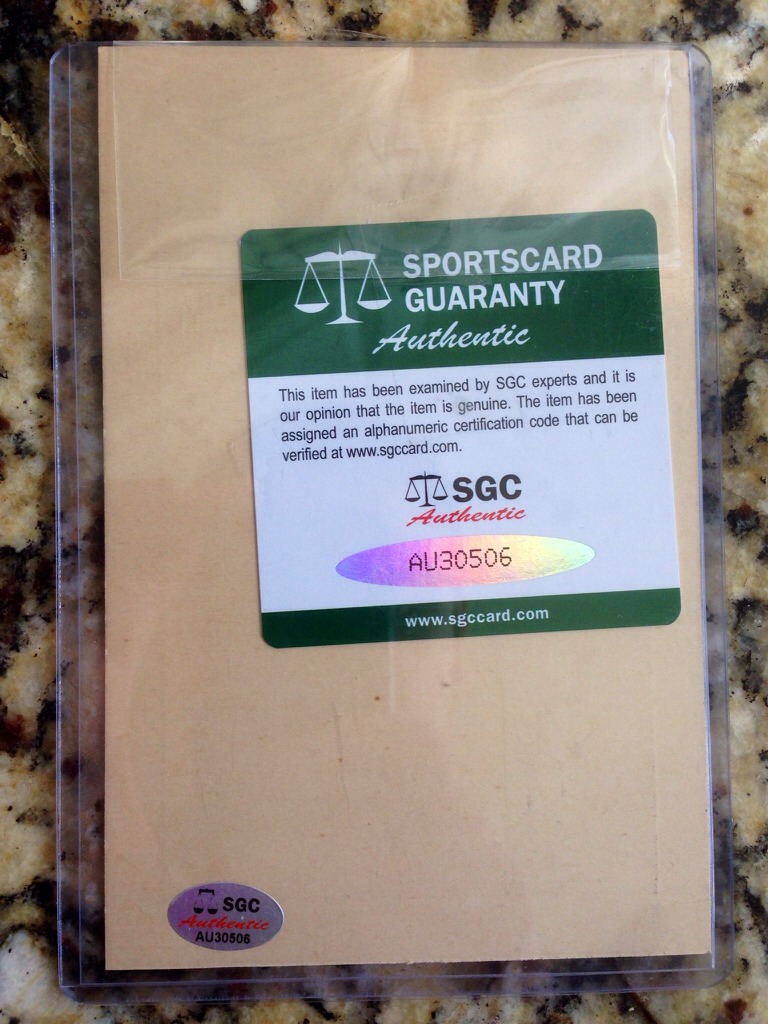 SPORTSCARD
GUARANTY
Authentic
This item has been examined by SGC experts and it is
our opinion that the item is genuine. The item has been
assigned an alphanumeric certification code that can be
verified at www.sgccard.com.
SGC
Authentic
AU30506
www.sgccard.com
SGC
Authentic
AU30506